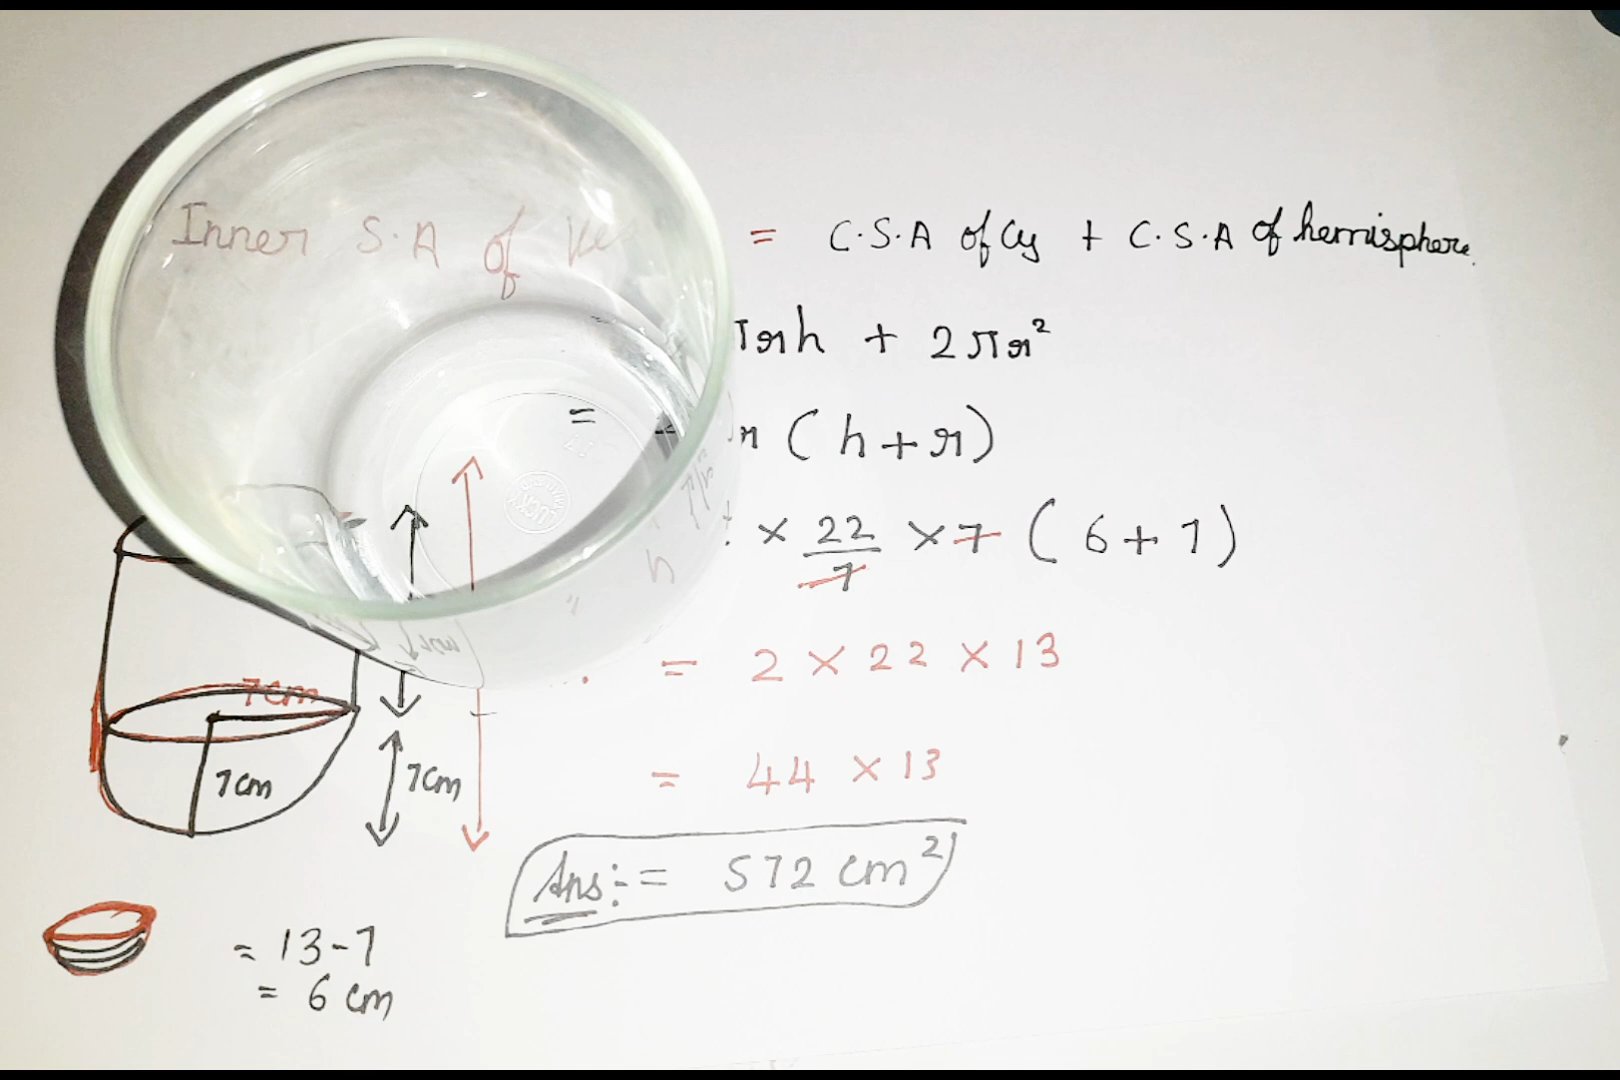 Inner S.A of = C.S.A of Cy + C.S.A of hemisphere.
πrh + 2πr²
= r (h+r)
× 22/7 × 7 (6+7)
= 2 × 22 × 13
= 44 × 13
Ans:- = 572 cm²
7cm
7cm
7cm
= 13-7
= 6 cm